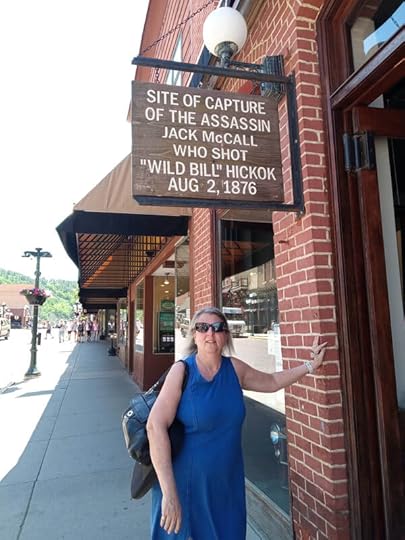 SITE OF CAPTURE
OF THE ASSASSIN
JACK McCALL
WHO SHOT
"WILD BILL" HICKOK
AUG 2, 1876